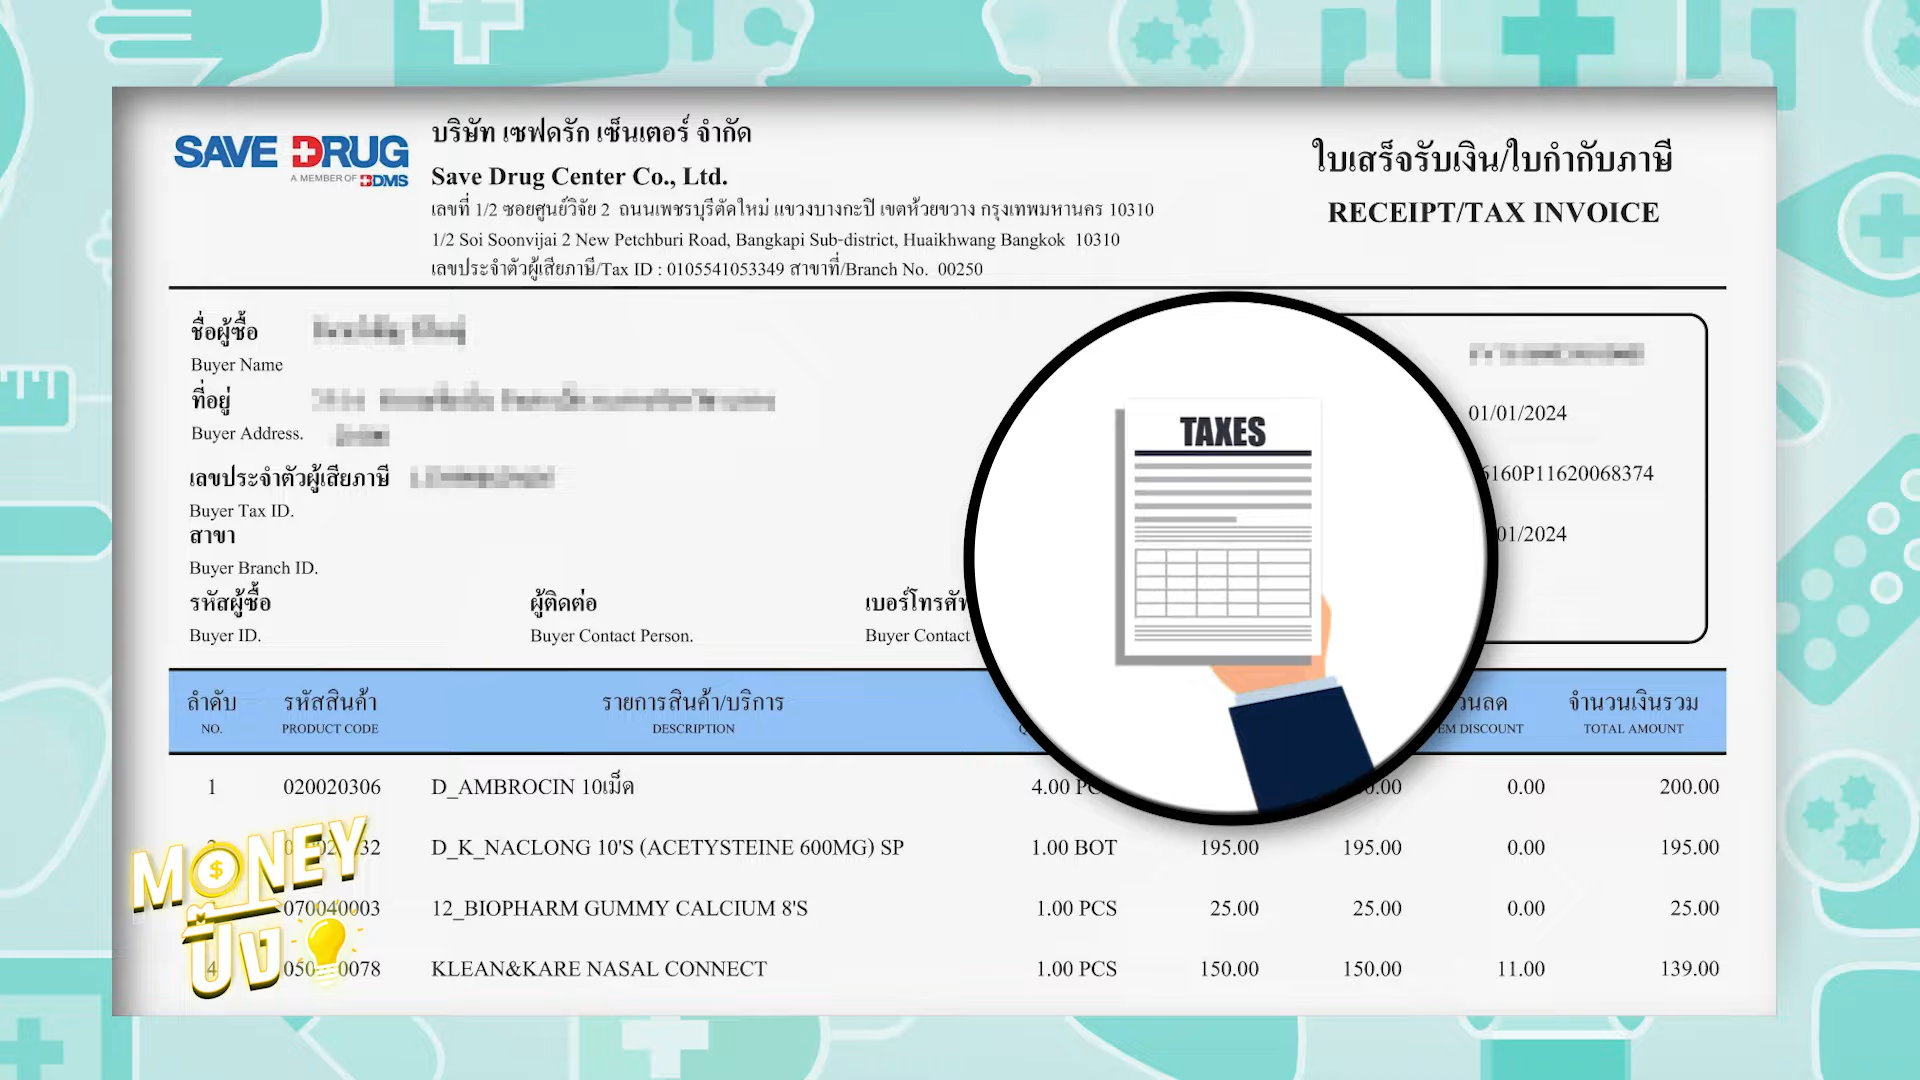 SAVE DRUG
A MEMBER OF BDMS
บริษัท เซฟดรัก เซ็นเตอร์ จำกัด
Save Drug Center Co., Ltd.
เลขที่ 1/2 ซอยศูนย์วิจัย 2 ถนนเพชรบุรีตัดใหม่ แขวงบางกะปิ เขตห้วยขวาง กรุงเทพมหานคร 10310
1/2 Soi Soonvijai 2 New Petchburi Road, Bangkapi Sub-district, Huaikhwang Bangkok 10310
เลขประจำตัวผู้เสียภาษี/Tax ID : 0105541053349 สาขาที่/Branch No. 00250
ใบเสร็จรับเงิน/ใบกำกับภาษี
RECEIPT/TAX INVOICE
ชื่อผู้ซื้อ
Buyer Name
ที่อยู่
Buyer Address.
เลขประจำตัวผู้เสียภาษี
Buyer Tax ID.
สาขา
Buyer Branch ID.
รหัสผู้ซื้อ ผู้ติดต่อ
Buyer ID. Buyer Contact Person. Buyer Contact
01/01/2024
6160P11620068374
01/2024
TAXES
ลำดับ รหัสสินค้า รายการสินค้า/บริการ จำนวนเงินรวม
NO. PRODUCT CODE DESCRIPTION DISCOUNT TOTAL AMOUNT
1 020020306 D_AMBROCIN 10เม็ด 4.00 0.00 200.00
D_K_NACLONG 10'S (ACETYSTEINE 600MG) SP 1.00 BOT 195.00 195.00 0.00 195.00
070040003 12_BIOPHARM GUMMY CALCIUM 8'S 1.00 PCS 25.00 25.00 0.00 25.00
4 KLEAN&KARE NASAL CONNECT 1.00 PCS 150.00 150.00 11.00 139.00
MONEY
ปิ๊ง